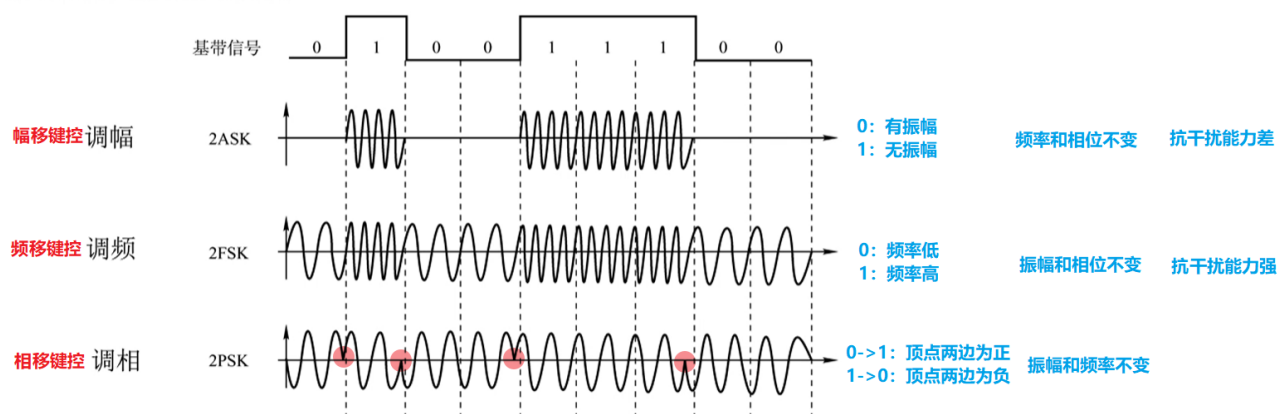 基带信号 0 1 0 0 1 1 1 0 0
幅移键控 调幅 2ASK 0：有振幅
1：无振幅 频率和相位不变 抗干扰能力差
频移键控 调频 2FSK 0：频率低
1：频率高 振幅和相位不变 抗干扰能力强
相移键控 调相 2PSK 0->1：顶点两边为正
1->0：顶点两边为负 振幅和频率不变